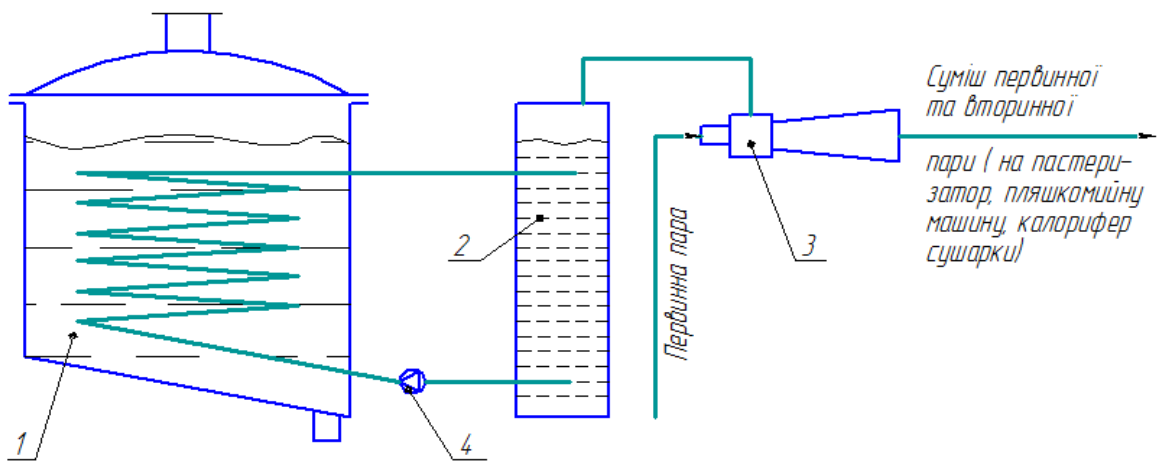 Суміш первинної
та вторинної
пари ( на пастери-
затор, пляшкомийну
машину, калорифер
сушарки)
Первинна пара
1
2
3
4